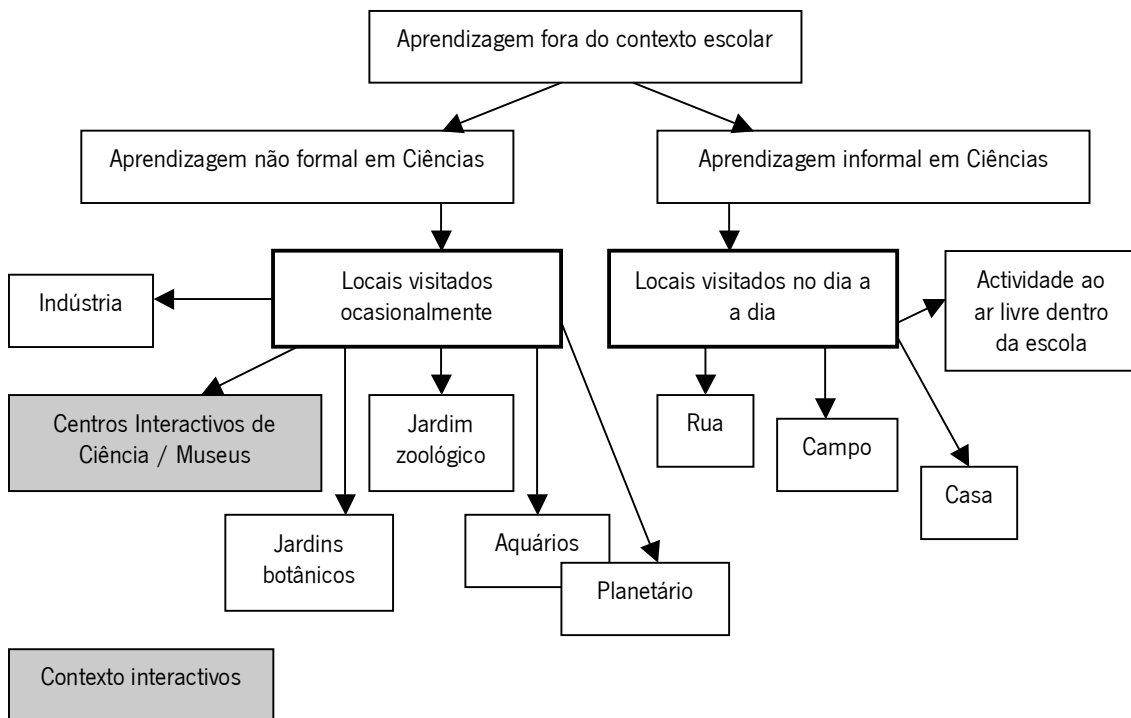 Aprendizagem fora do contexto escolar
Aprendizagem não formal em Ciências
Aprendizagem informal em Ciências
Indústria
Locais visitados
ocasionalmente
Locais visitados no dia a
a dia
Actividade ao
ar livre dentro
da escola
Centros Interactivos de
Ciência / Museus
Jardim
zoológico
Rua
Campo
Casa
Jardins
botânicos
Aquários
Planetário
Contexto interactivos